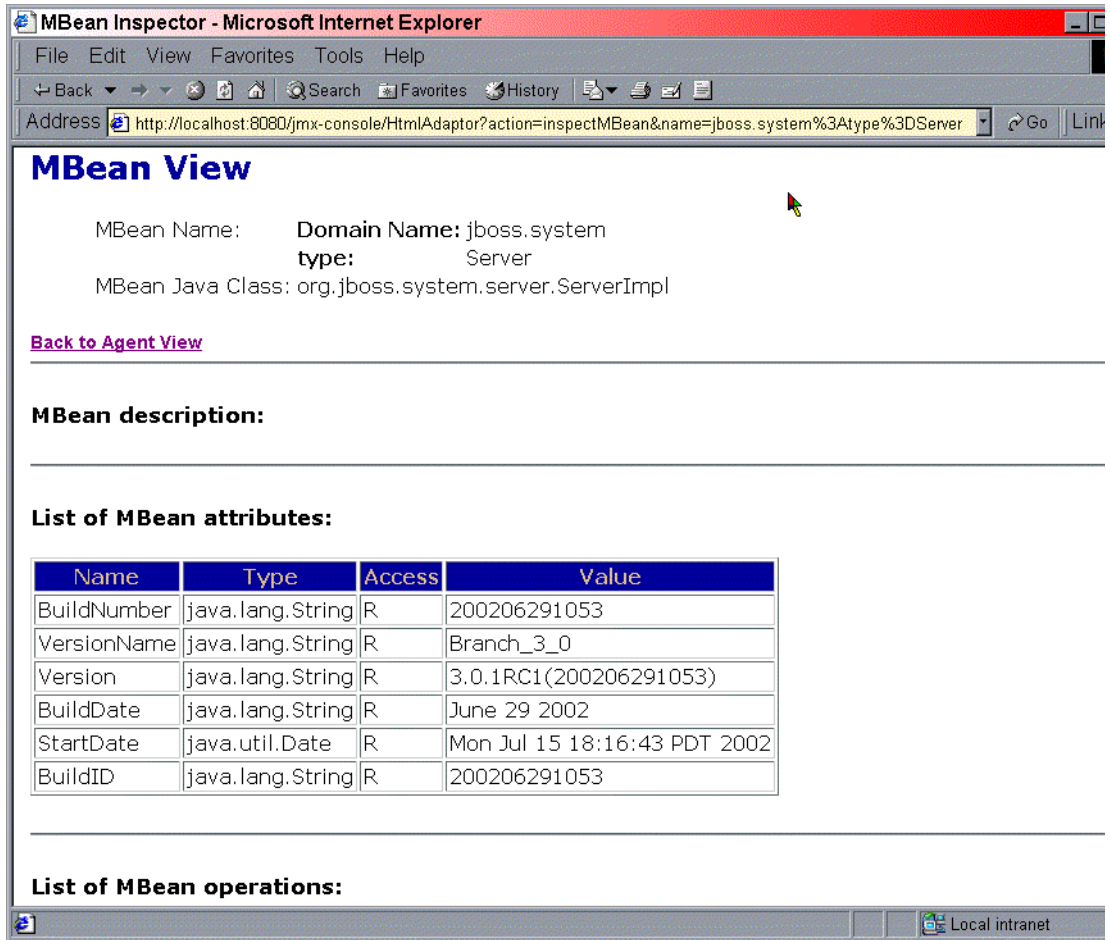 MBean Inspector - Microsoft Internet Explorer
File Edit View Favorites Tools Help
Back Search Favorites History
Address http://localhost:8080/jmx-console/HtmlAdaptor?action=inspectMBean&name=jboss.system%3Atype%3DServer Go Link
MBean View
MBean Name: Domain Name: jboss.system
type: Server
MBean Java Class: org.jboss.system.server.ServerImpl
Back to Agent View
MBean description:
List of MBean attributes:
Name Type Access Value
BuildNumber java.lang.String R 200206291053
VersionName java.lang.String R Branch_3_0
Version java.lang.String R 3.0.1RC1(200206291053)
BuildDate java.lang.String R June 29 2002
StartDate java.util.Date R Mon Jul 15 18:16:43 PDT 2002
BuildID java.lang.String R 200206291053
List of MBean operations:
Local intranet